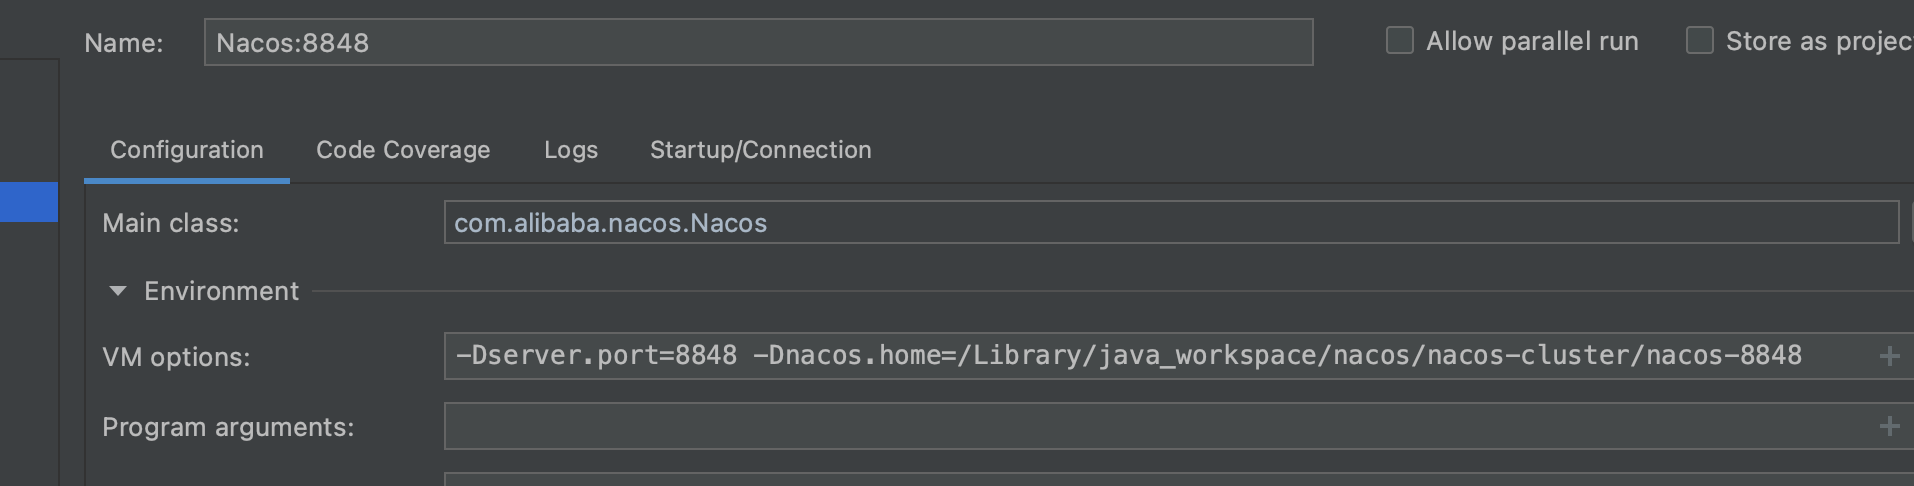 Name: Nacos:8848 Allow parallel run Store as projec
Configuration Code Coverage Logs Startup/Connection
Main class: com.alibaba.nacos.Nacos
Environment
VM options: -Dserver.port=8848 -Dnacos.home=/Library/java_workspace/nacos/nacos-cluster/nacos-8848
Program arguments: